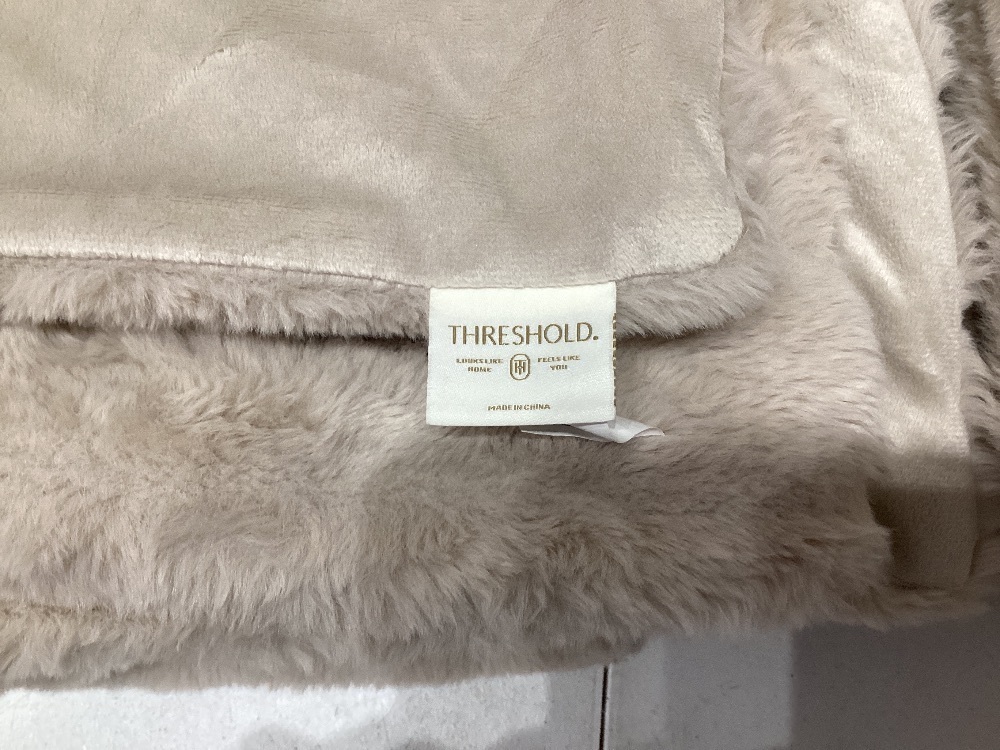 THRESHOLD.
LOOKS LIKE FEELS LIKE
HOME YOU
MADE IN CHINA